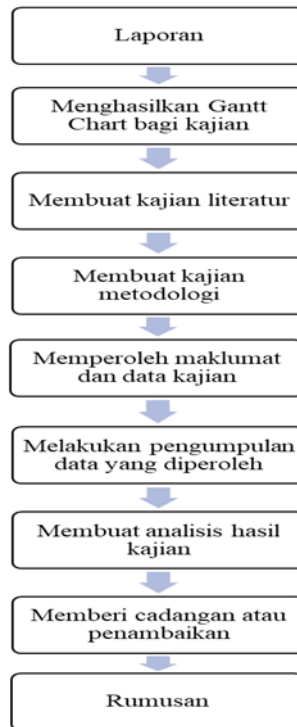 Laporan
Menghasilkan Gantt
Chart bagi kajian
Membuat kajian literatur
Membuat kajian
metodologi
Memperoleh maklumat
dan data kajian
Melakukan pengumpulan
data yang diperoleh
Membuat analisis hasil
kajian
Memberi cadangan atau
penambaikan
Rumusan